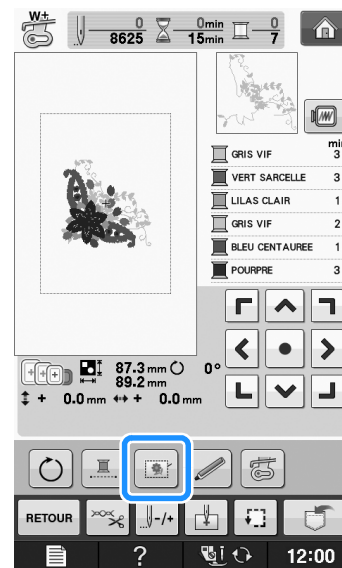 W±
0 0min 0
8625 15min 7
min
GRIS VIF 3
VERT SARCELLE 3
LILAS CLAIR 1
GRIS VIF 2
BLEU CENTAUREE 1
POURPRE 3
87.3 mm 0°
89.2 mm
+ 0.0 mm + 0.0 mm
RETOUR -/+
? 12:00